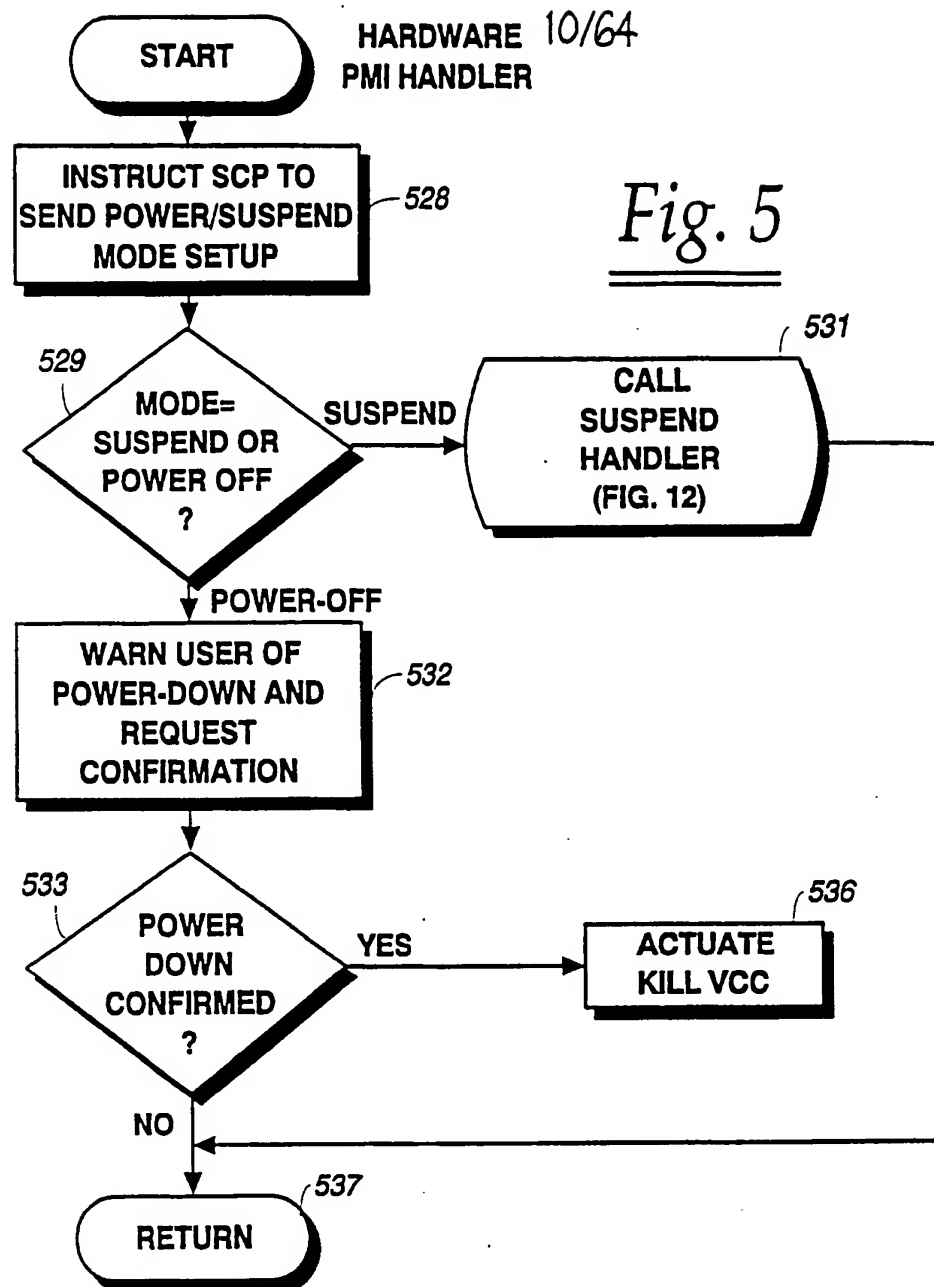 START
HARDWARE 10/64
PMI HANDLER
INSTRUCT SCP TO
SEND POWER/SUSPEND
MODE SETUP
528
Fig. 5
529
MODE=
SUSPEND OR
POWER OFF
?
SUSPEND
531
CALL
SUSPEND
HANDLER
(FIG. 12)
POWER-OFF
WARN USER OF
POWER-DOWN AND
REQUEST
CONFIRMATION
532
533
POWER
DOWN
CONFIRMED
?
YES
536
ACTUATE
KILL VCC
NO
537
RETURN